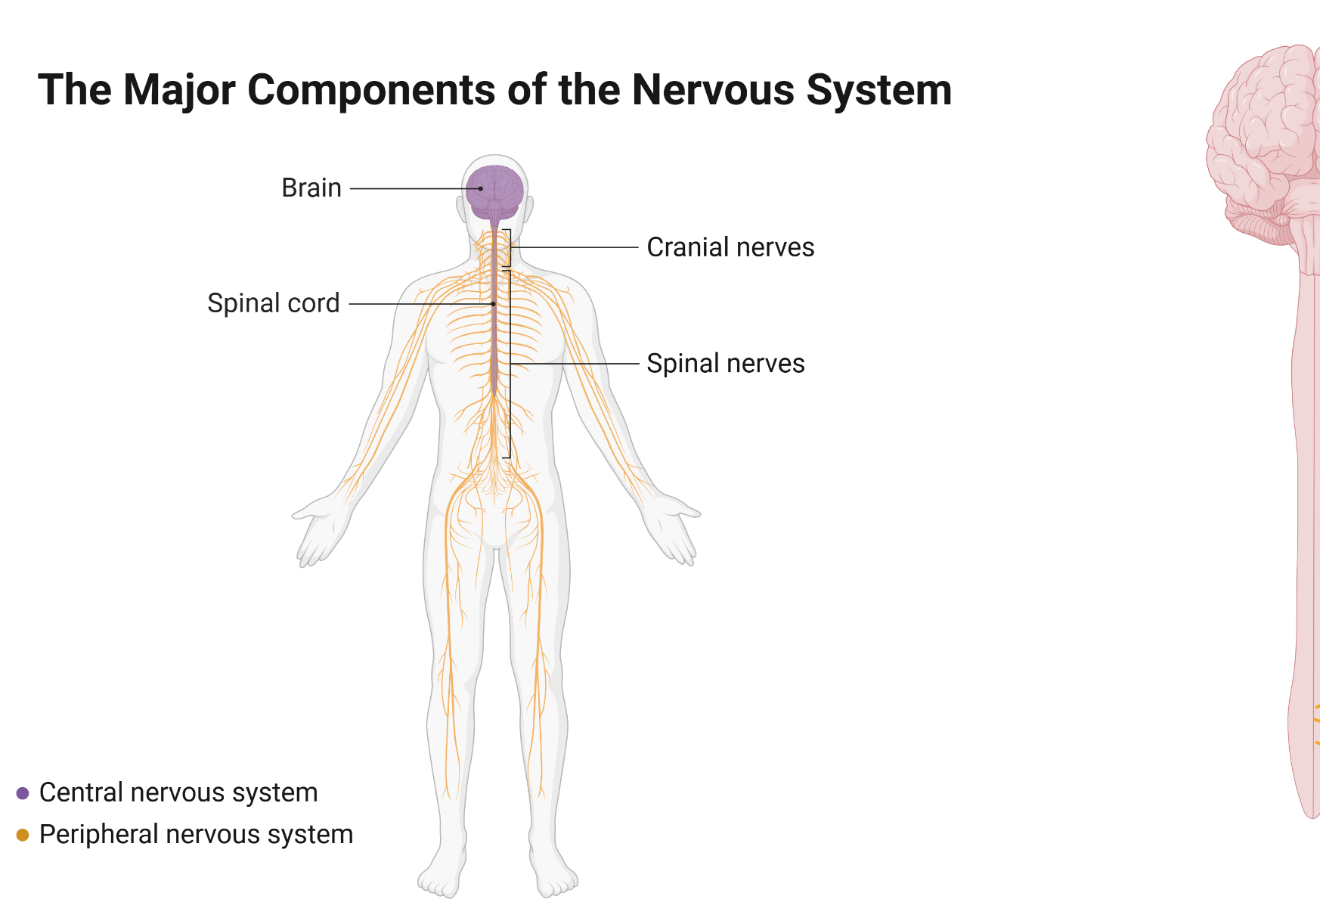 The Major Components of the Nervous System
Brain
Cranial nerves
Spinal cord
Spinal nerves
Central nervous system
Peripheral nervous system